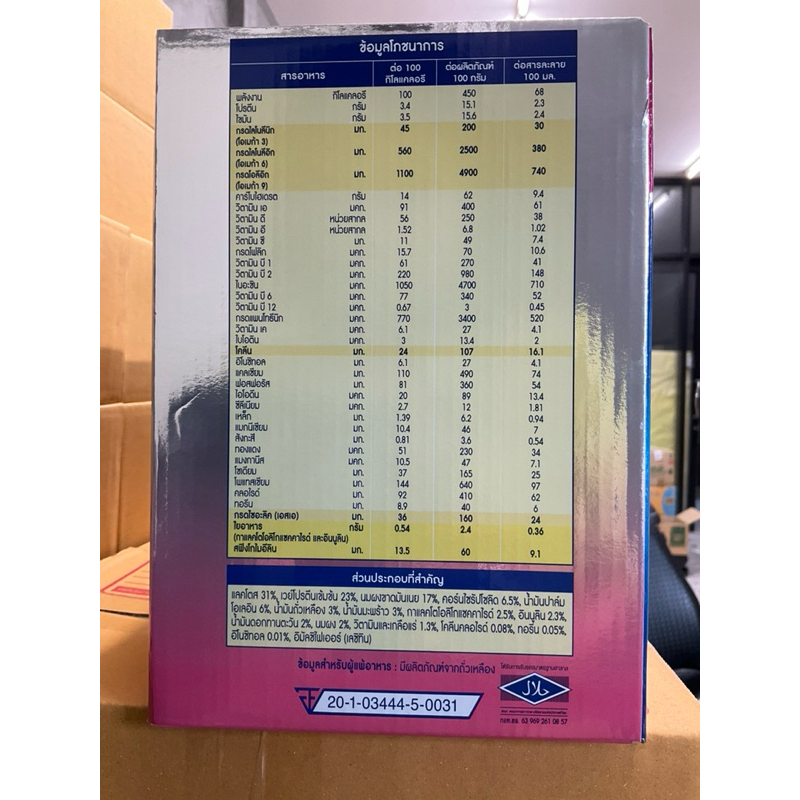 ข้อมูลโภชนาการ
สารอาหาร ต่อ 100 กิโลแคลอรี ต่อผลิตภัณฑ์ 100 กรัม ต่อสารละลาย 100 มล.
พลังงาน กิโลแคลอรี 100 450 68
โปรตีน กรัม 3.4 15.1 2.3
ไขมัน กรัม 3.5 15.6 2.4
กรดไลโนลีนิก มก. 45 200 30
(โอเมก้า 3)
กรดไลโนลีอิก มก. 560 2500 380
(โอเมก้า 6)
กรดโอลีอิก มก. 1100 4900 740
(โอเมก้า 9)
คาร์โบไฮเดรต กรัม 14 62 9.4
วิตามิน เอ มคก. 91 400 61
วิตามิน ดี หน่วยสากล 56 250 38
วิตามิน อี หน่วยสากล 1.52 6.8 1.02
วิตามิน ซี มก. 11 49 7.4
กรดโฟลิก มคก. 15.7 70 10.6
วิตามิน บี 1 มคก. 61 270 41
วิตามิน บี 2 มคก. 220 980 148
ไนอะซิน มคก. 1050 4700 710
วิตามิน บี 6 มคก. 77 340 52
วิตามิน บี 12 มคก. 0.67 3 0.45
กรดแพนโทธีนิก มคก. 770 3400 520
วิตามิน เค มคก. 6.1 27 4.1
ไบโอติน มคก. 3 13.4 2
โคลีน มก. 24 107 16.1
อิโนซิทอล มก. 6.1 27 4.1
แคลเซียม มก. 110 490 74
ฟอสฟอรัส มก. 81 360 54
ไอโอดีน มคก. 20 89 13.4
ซีลีเนียม มคก. 2.7 12 1.81
เหล็ก มก. 1.39 6.2 0.94
แมกนีเซียม มก. 10.4 46 7
สังกะสี มก. 0.81 3.6 0.54
ทองแดง มคก. 51 230 34
แมงกานีส มคก. 10.5 47 7.1
โซเดียม มก. 37 165 25
โพแทสเซียม มก. 144 640 97
คลอไรด์ มก. 92 410 62
ทอรีน มก. 8.9 40 6
กรดไซอะลิค (เอสเอ) มก. 36 160 24
ใยอาหาร กรัม 0.54 2.4 0.36
(กาแลคโตโอลิโกแซคคาไรด์ และอินนูลิน)
สฟิงโกไมอีลิน มก. 13.5 60 9.1
ส่วนประกอบที่สำคัญ
แลคโตส 31%, เวย์โปรตีนเข้มข้น 23%, นมผงขาดมันเนย 17%, คอร์นไซรัปโซลิด 6.5%, น้ำมันปาล์ม
โอเลอิน 6%, น้ำมันถั่วเหลือง 3%, น้ำมันมะพร้าว 3%, กาแลคโตโอลิโกแซคคาไรด์ 2.5%, อินนูลิน 2.3%,
น้ำมันดอกทานตะวัน 2%, นมผง 2%, วิตามินและเกลือแร่ 1.3%, โคลีนคลอไรด์ 0.08%, ทอรีน 0.05%,
อิโนซิทอล 0.01%, อิมัลซิไฟเออร์ (เลซิทิน)
ข้อมูลสำหรับผู้แพ้อาหาร : มีผลิตภัณฑ์จากถั่วเหลือง
20-1-03444-5-0031
حلال
กอท.ฮล. 63 969 261 08 57